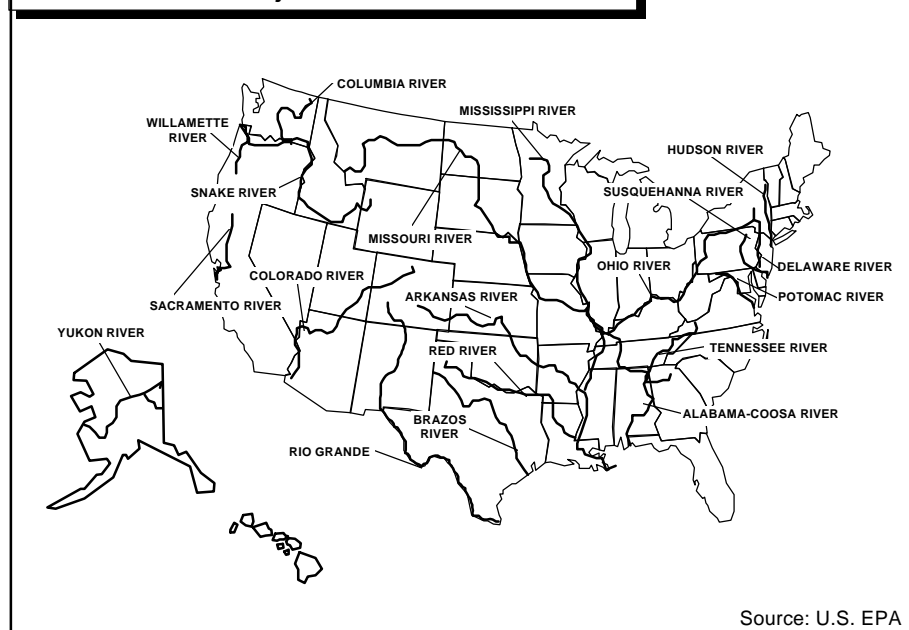 COLUMBIA RIVER
MISSISSIPPI RIVER
WILLAMETTE
RIVER
HUDSON RIVER
SNAKE RIVER
SUSQUEHANNA RIVER
MISSOURI RIVER
COLORADO RIVER
OHIO RIVER
DELAWARE RIVER
SACRAMENTO RIVER
ARKANSAS RIVER
POTOMAC RIVER
YUKON RIVER
RED RIVER
TENNESSEE RIVER
BRAZOS
RIVER
ALABAMA-COOSA RIVER
RIO GRANDE
Source: U.S. EPA